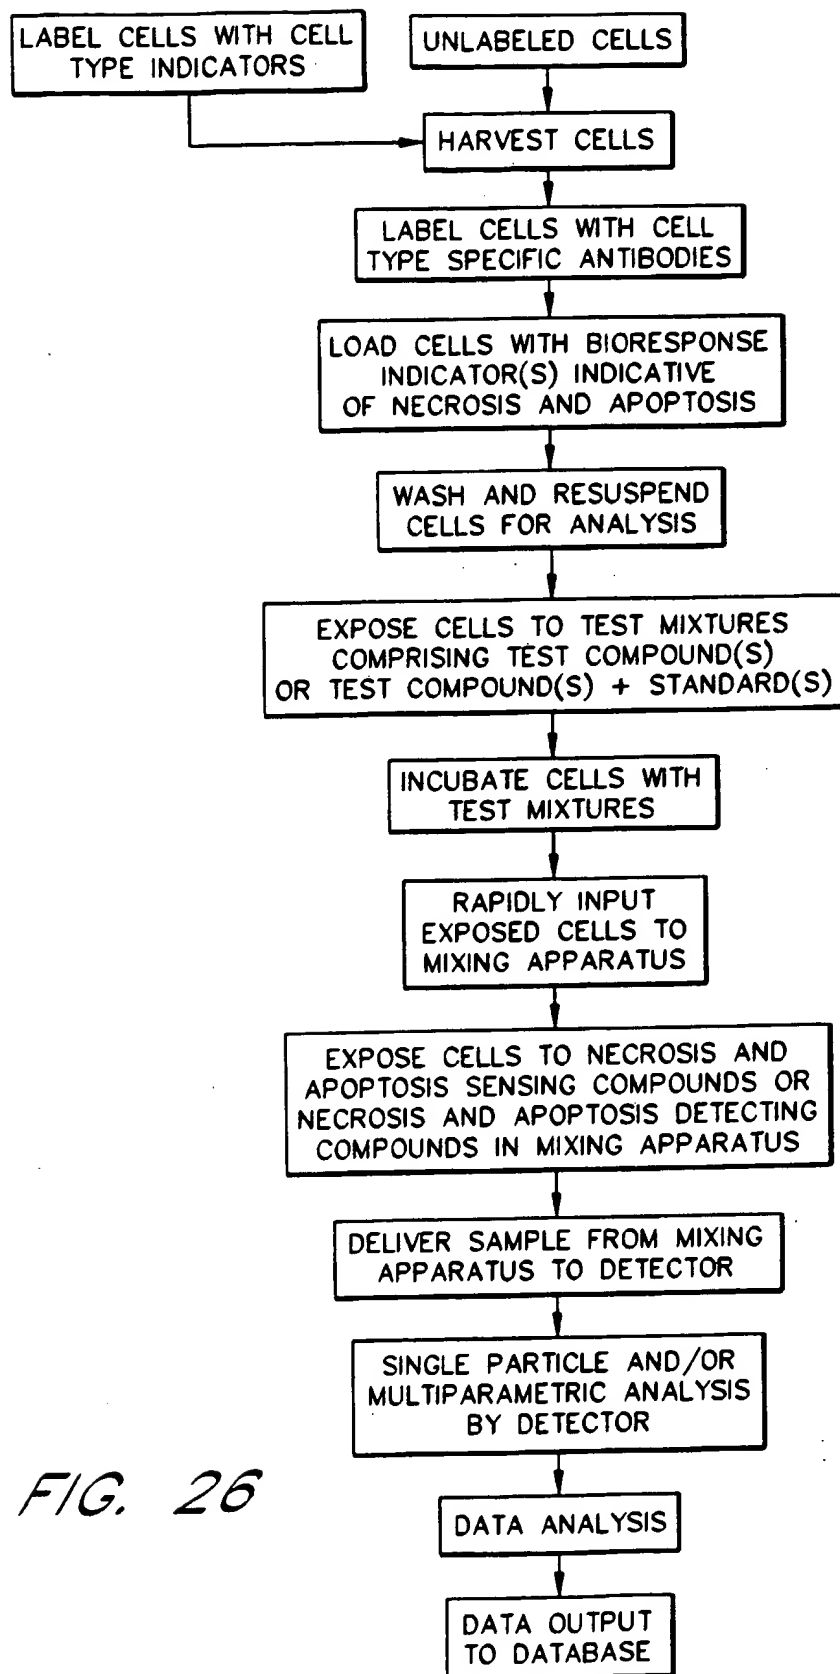 LABEL CELLS WITH CELL
TYPE INDICATORS
UNLABELED CELLS
HARVEST CELLS
LABEL CELLS WITH CELL
TYPE SPECIFIC ANTIBODIES
LOAD CELLS WITH BIORESPONSE
INDICATOR(S) INDICATIVE
OF NECROSIS AND APOPTOSIS
WASH AND RESUSPEND
CELLS FOR ANALYSIS
EXPOSE CELLS TO TEST MIXTURES
COMPRISING TEST COMPOUND(S)
OR TEST COMPOUND(S) + STANDARD(S)
INCUBATE CELLS WITH
TEST MIXTURES
RAPIDLY INPUT
EXPOSED CELLS TO
MIXING APPARATUS
EXPOSE CELLS TO NECROSIS AND
APOPTOSIS SENSING COMPOUNDS OR
NECROSIS AND APOPTOSIS DETECTING
COMPOUNDS IN MIXING APPARATUS
DELIVER SAMPLE FROM MIXING
APPARATUS TO DETECTOR
SINGLE PARTICLE AND/OR
MULTIPARAMETRIC ANALYSIS
BY DETECTOR
FIG. 26
DATA ANALYSIS
DATA OUTPUT
TO DATABASE